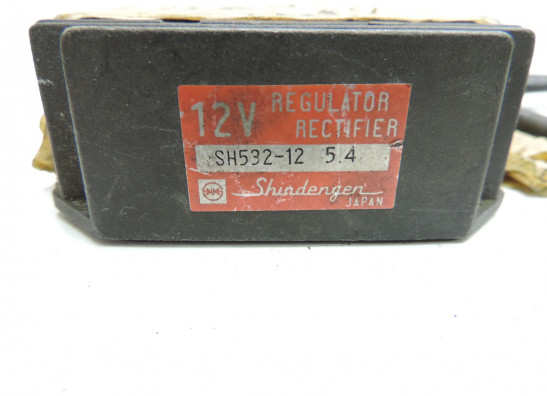 12V REGULATOR
RECTIFIER
SH532-12 5.4
Shindengen
JAPAN